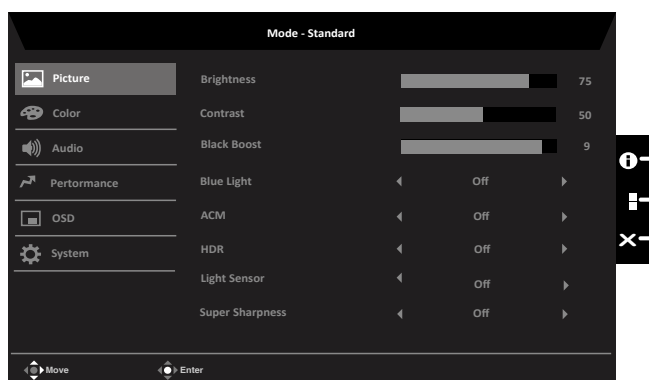 Mode - Standard
Picture
Color
Audio
Pertormance
OSD
System
Brightness 75
Contrast 50
Black Boost 9
Blue Light Off
ACM Off
HDR Off
Light Sensor Off
Super Sharpness Off
Move Enter